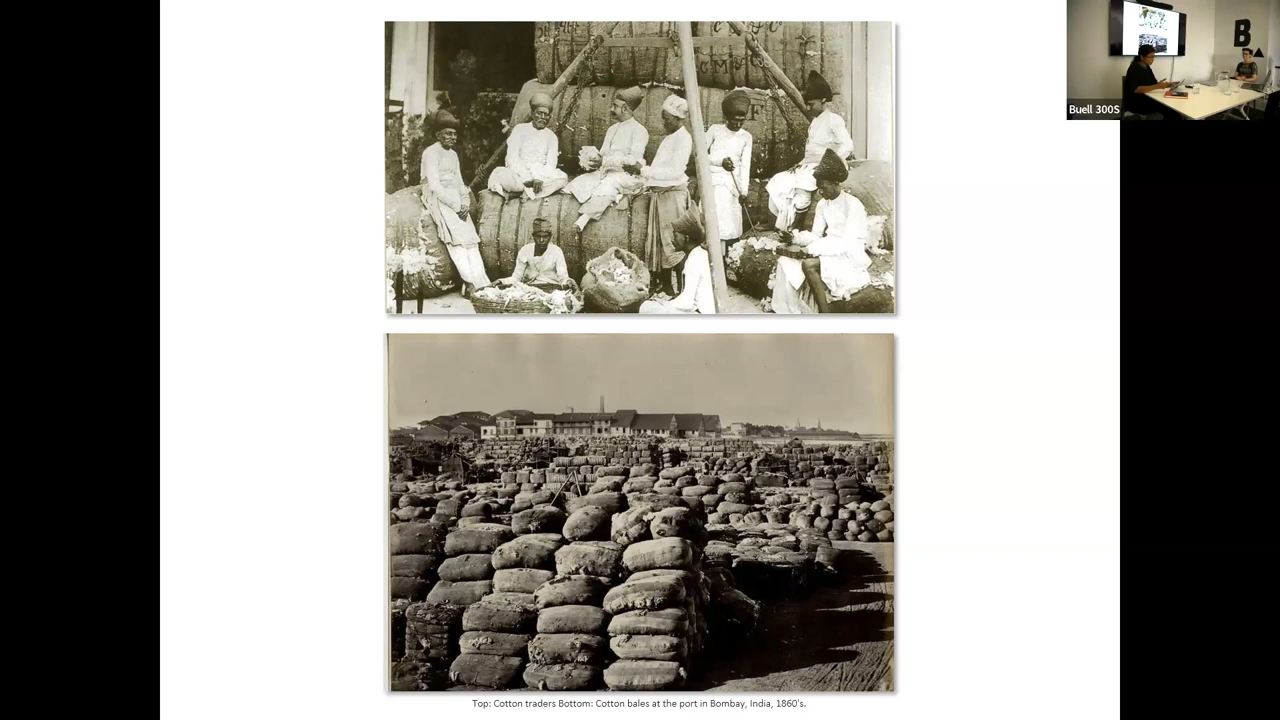 C M Y C
F
B
Buell 300S
Top: Cotton traders Bottom: Cotton bales at the port in Bombay, India, 1860's.